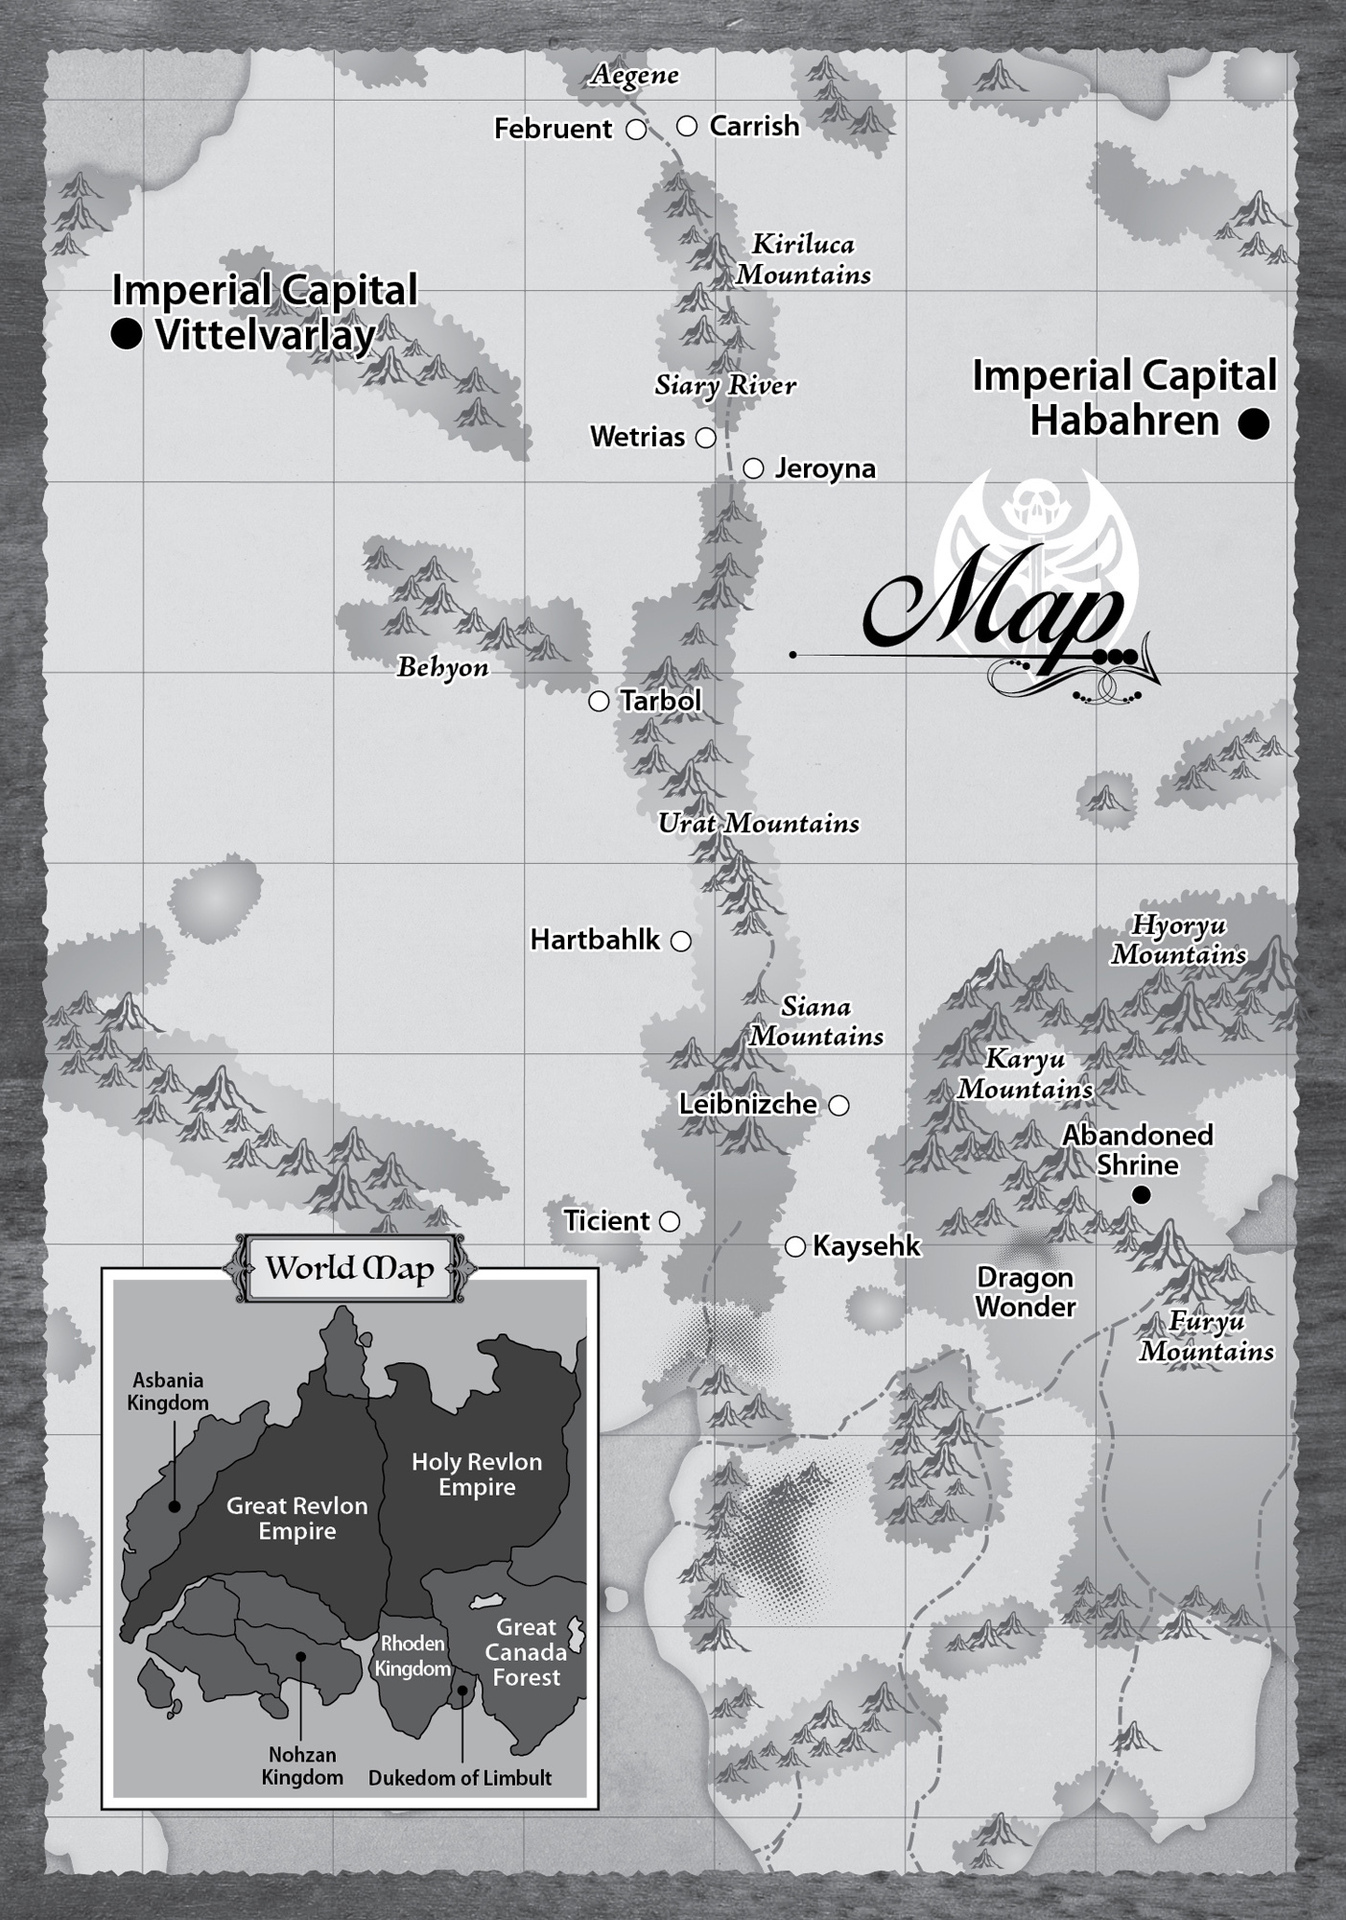 Aegene
Februent
Carrish
Kiriluca
Mountains
Imperial Capital
Vittelvarlay
Imperial Capital
Habahren
Siary River
Wetrias
Jeroyna
Map
Behyon
Tarbol
Urat Mountains
Hartbahlk
Hyoryu
Mountains
Siana
Mountains
Karyu
Mountains
Leibnizche
Abandoned
Shrine
Ticient
Kaysehk
Dragon
Wonder
Furyu
Mountains
World Map
Asbania
Kingdom
Holy Revlon
Empire
Great Revlon
Empire
Great
Canada
Forest
Rhoden
Kingdom
Nohzan
Kingdom
Dukedom of Limbult